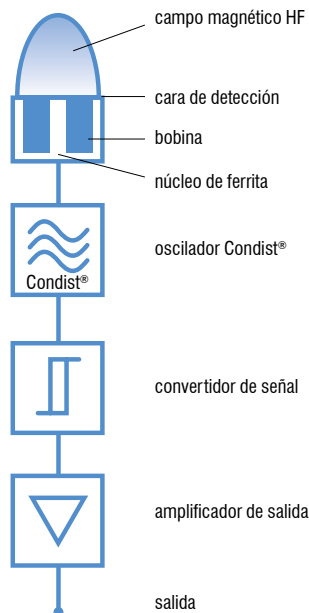 campo magnético HF
cara de detección
bobina
núcleo de ferrita
oscilador Condist®
Condist®
convertidor de señal
amplificador de salida
salida